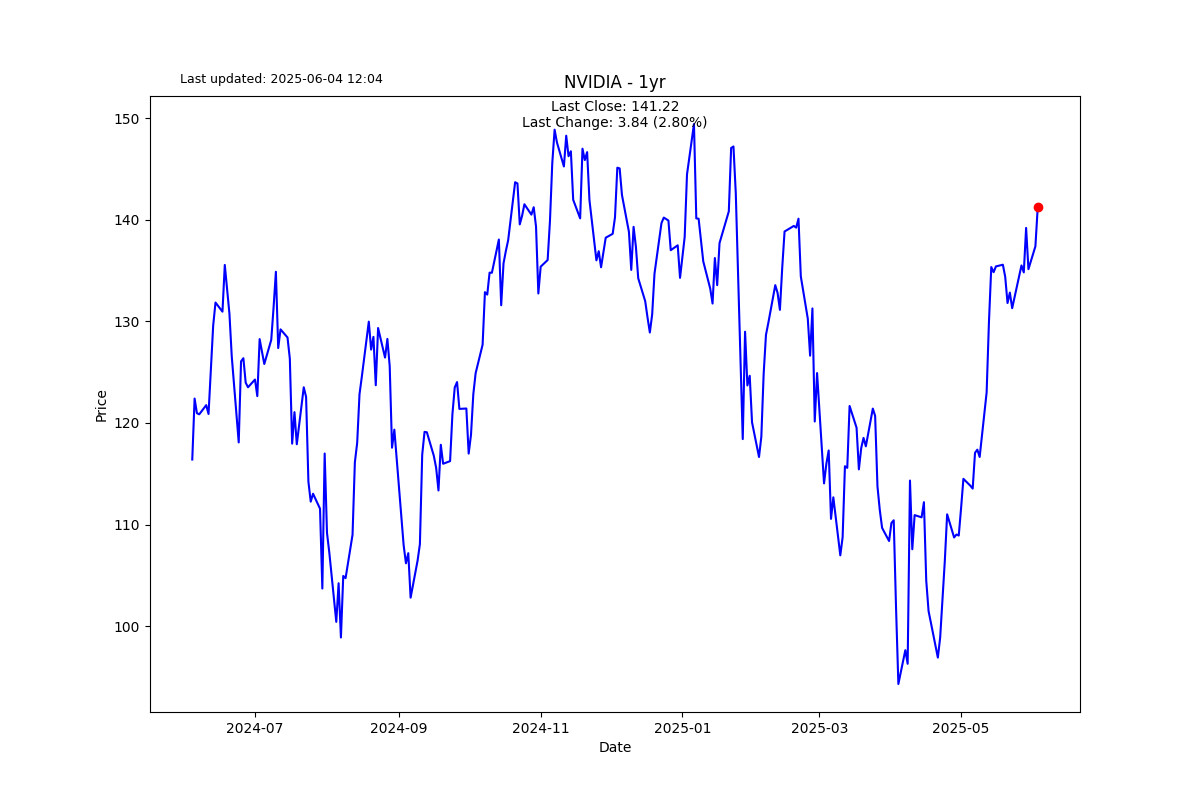 Last updated: 2025-06-04 12:04
NVIDIA - 1yr
Last Close: 141.22
Last Change: 3.84 (2.80%)
150
140
130
120
110
100
Price
2024-07
2024-09
2024-11
2025-01
2025-03
2025-05
Date